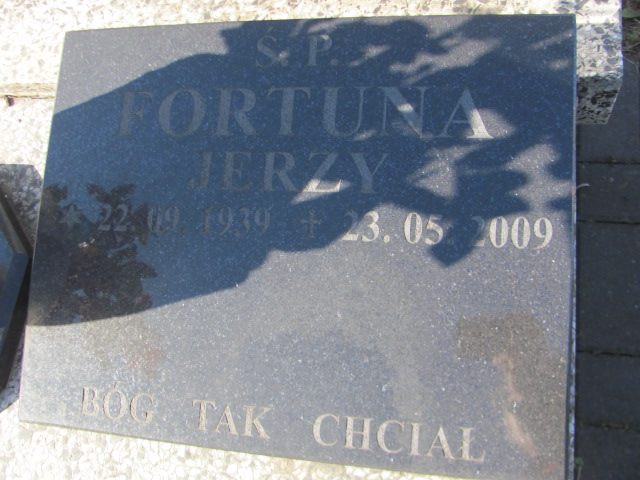 Ś. P.
FORTUNA
JERZY
* 22. 09. 1939 + 23. 05. 2009
BÓG TAK CHCIAŁ